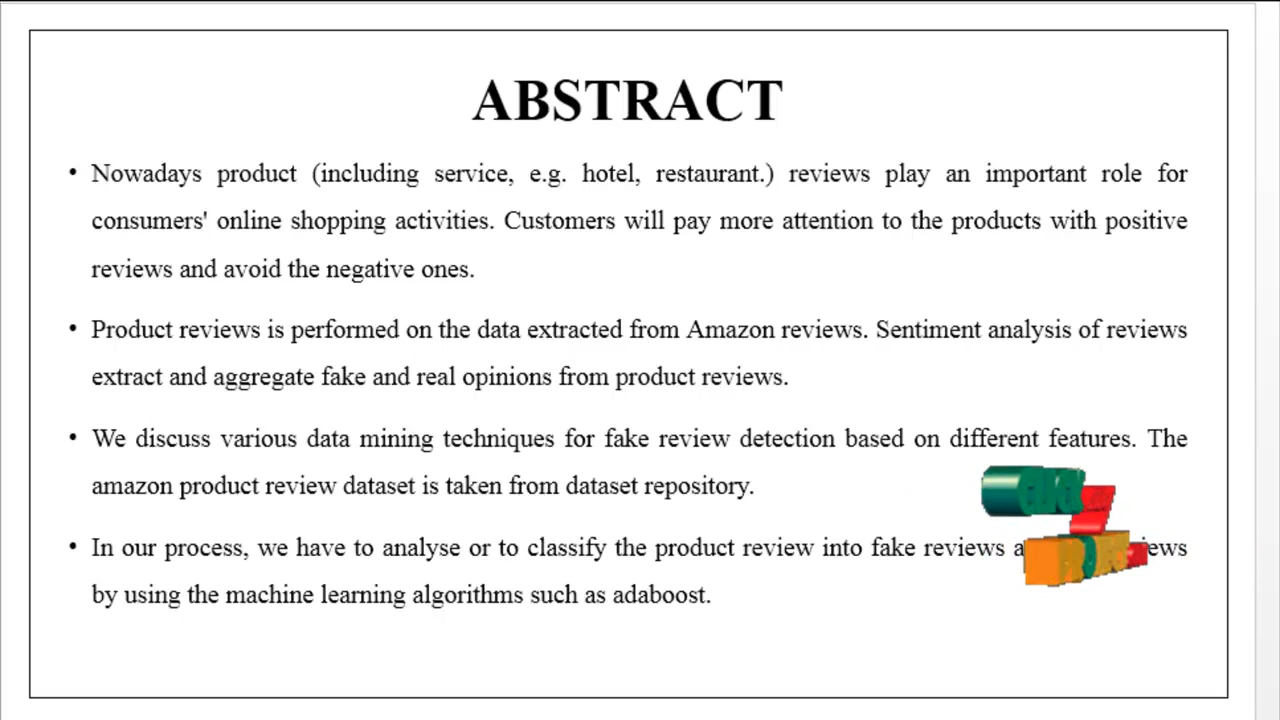 ABSTRACT
• Nowadays product (including service, e.g. hotel, restaurant.) reviews play an important role for
consumers' online shopping activities. Customers will pay more attention to the products with positive
reviews and avoid the negative ones.
• Product reviews is performed on the data extracted from Amazon reviews. Sentiment analysis of reviews
extract and aggregate fake and real opinions from product reviews.
• We discuss various data mining techniques for fake review detection based on different features. The
amazon product review dataset is taken from dataset repository.
• In our process, we have to analyse or to classify the product review into fake reviews
by using the machine learning algorithms such as adaboost.